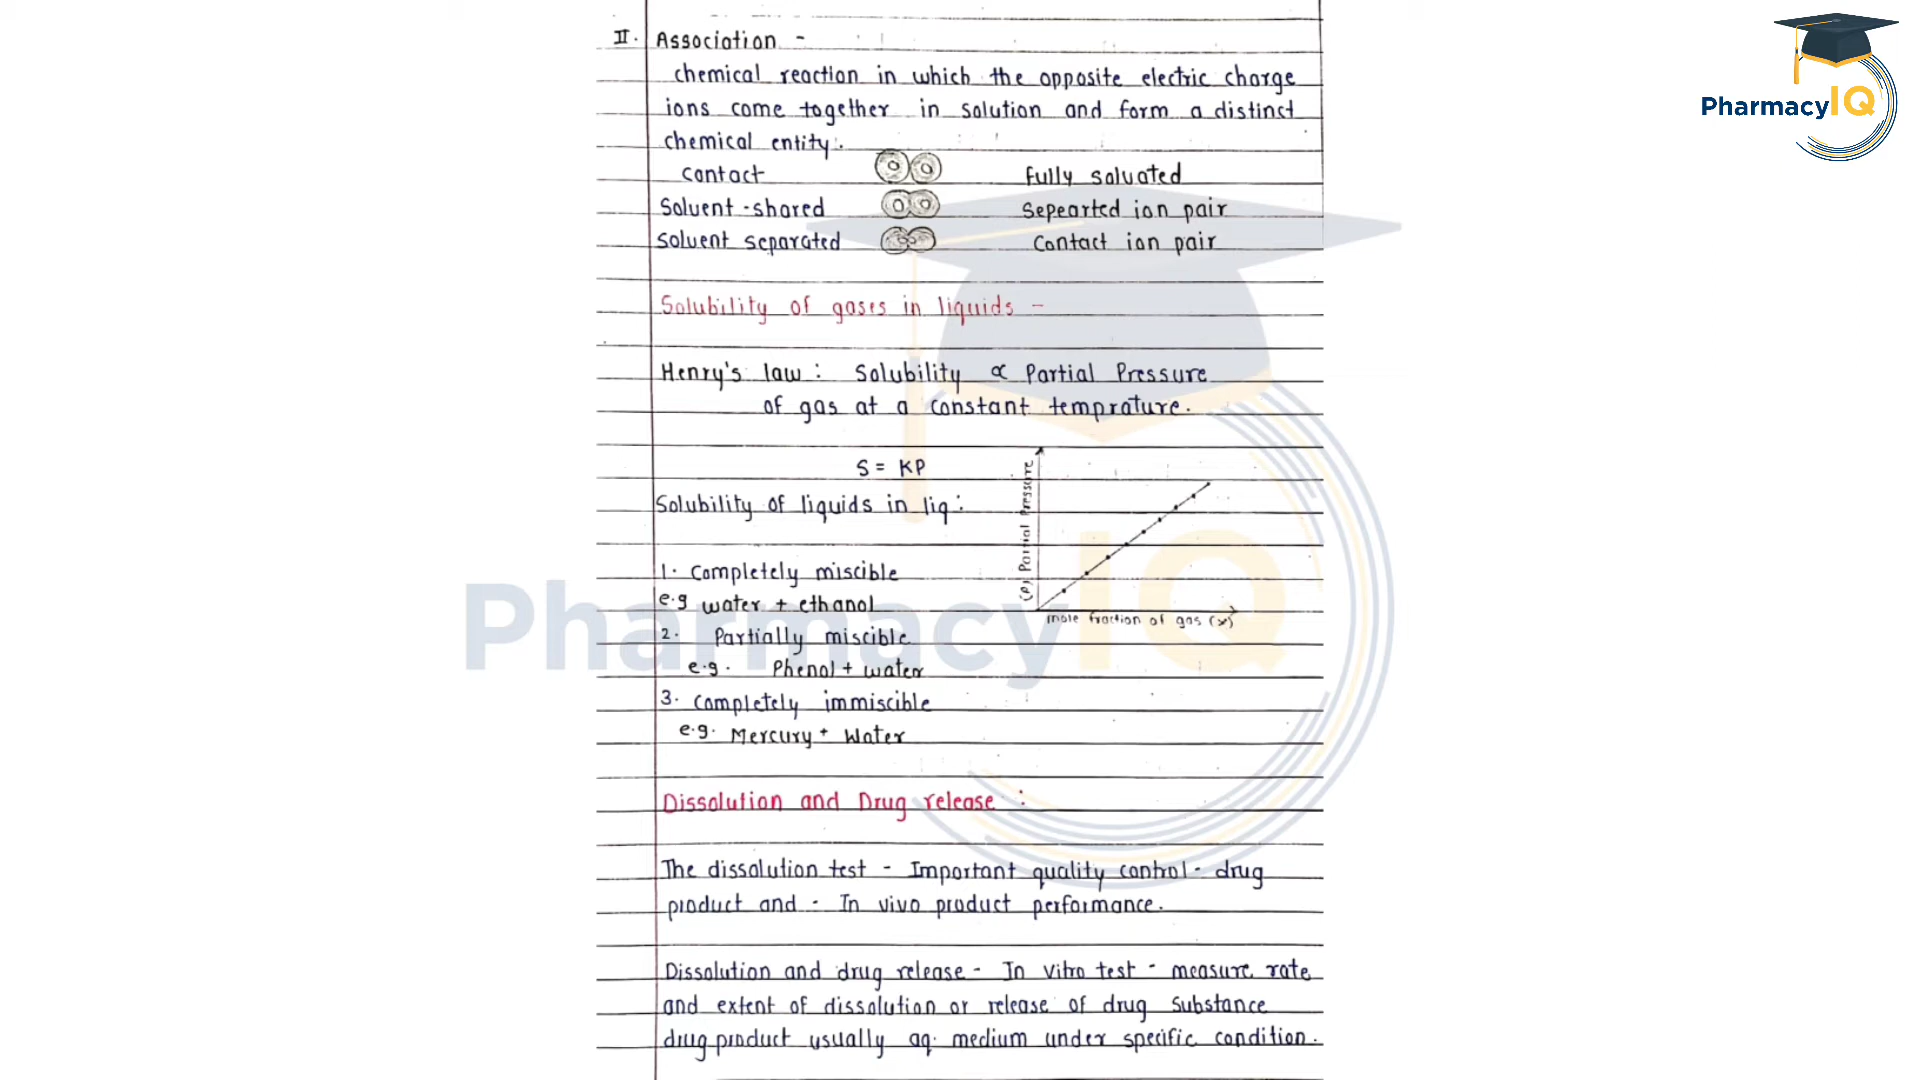 II. Association -
chemical reaction in which the opposite electric charge
ions come together in solution and form a distinct
chemical entity.
contact Fully solvated
Solvent-shared Sepearted ion pair
Solvent separated Contact ion pair
Solubility of gases in liquids -
Henry's law : Solubility ∝ Partial Pressure
of gas at a constant temprature.
S = KP
Solubility of liquids in liq :
1. Completely miscible
e.g water + ethanol
2. Partially miscible
e.g. Phenol + water
3. Completely immiscible
e.g. Mercury + Water
(P) Partial Pressure
mole fraction of gas (x)
Dissolution and Drug release :
The dissolution test - Important quality control - drug
product and - In vivo product performance.
Dissolution and drug release - In vitro test - measure rate
and extent of dissolution or release of drug substance
drug product usually aq. medium under specific condition.
PharmacyIQ
PharmacyIQ